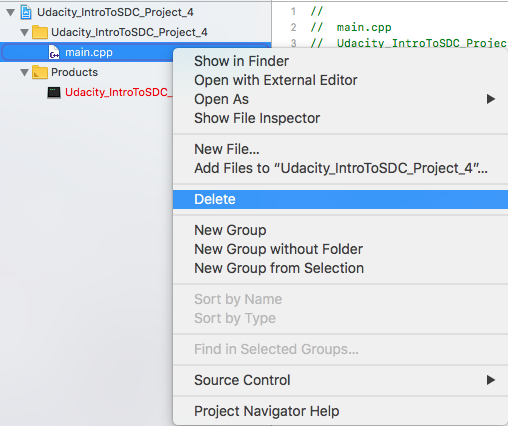 Udacity_IntroToSDC_Project_4
Udacity_IntroToSDC_Project_4
main.cpp
Products
Udacity_IntroToSDC_
1 //
2 // main.cpp
3 // Udacity_IntroToSDC_Projec
Show in Finder
Open with External Editor
Open As
Show File Inspector
New File...
Add Files to “Udacity_IntroToSDC_Project_4”...
Delete
New Group
New Group without Folder
New Group from Selection
Sort by Name
Sort by Type
Find in Selected Groups...
Source Control
Project Navigator Help